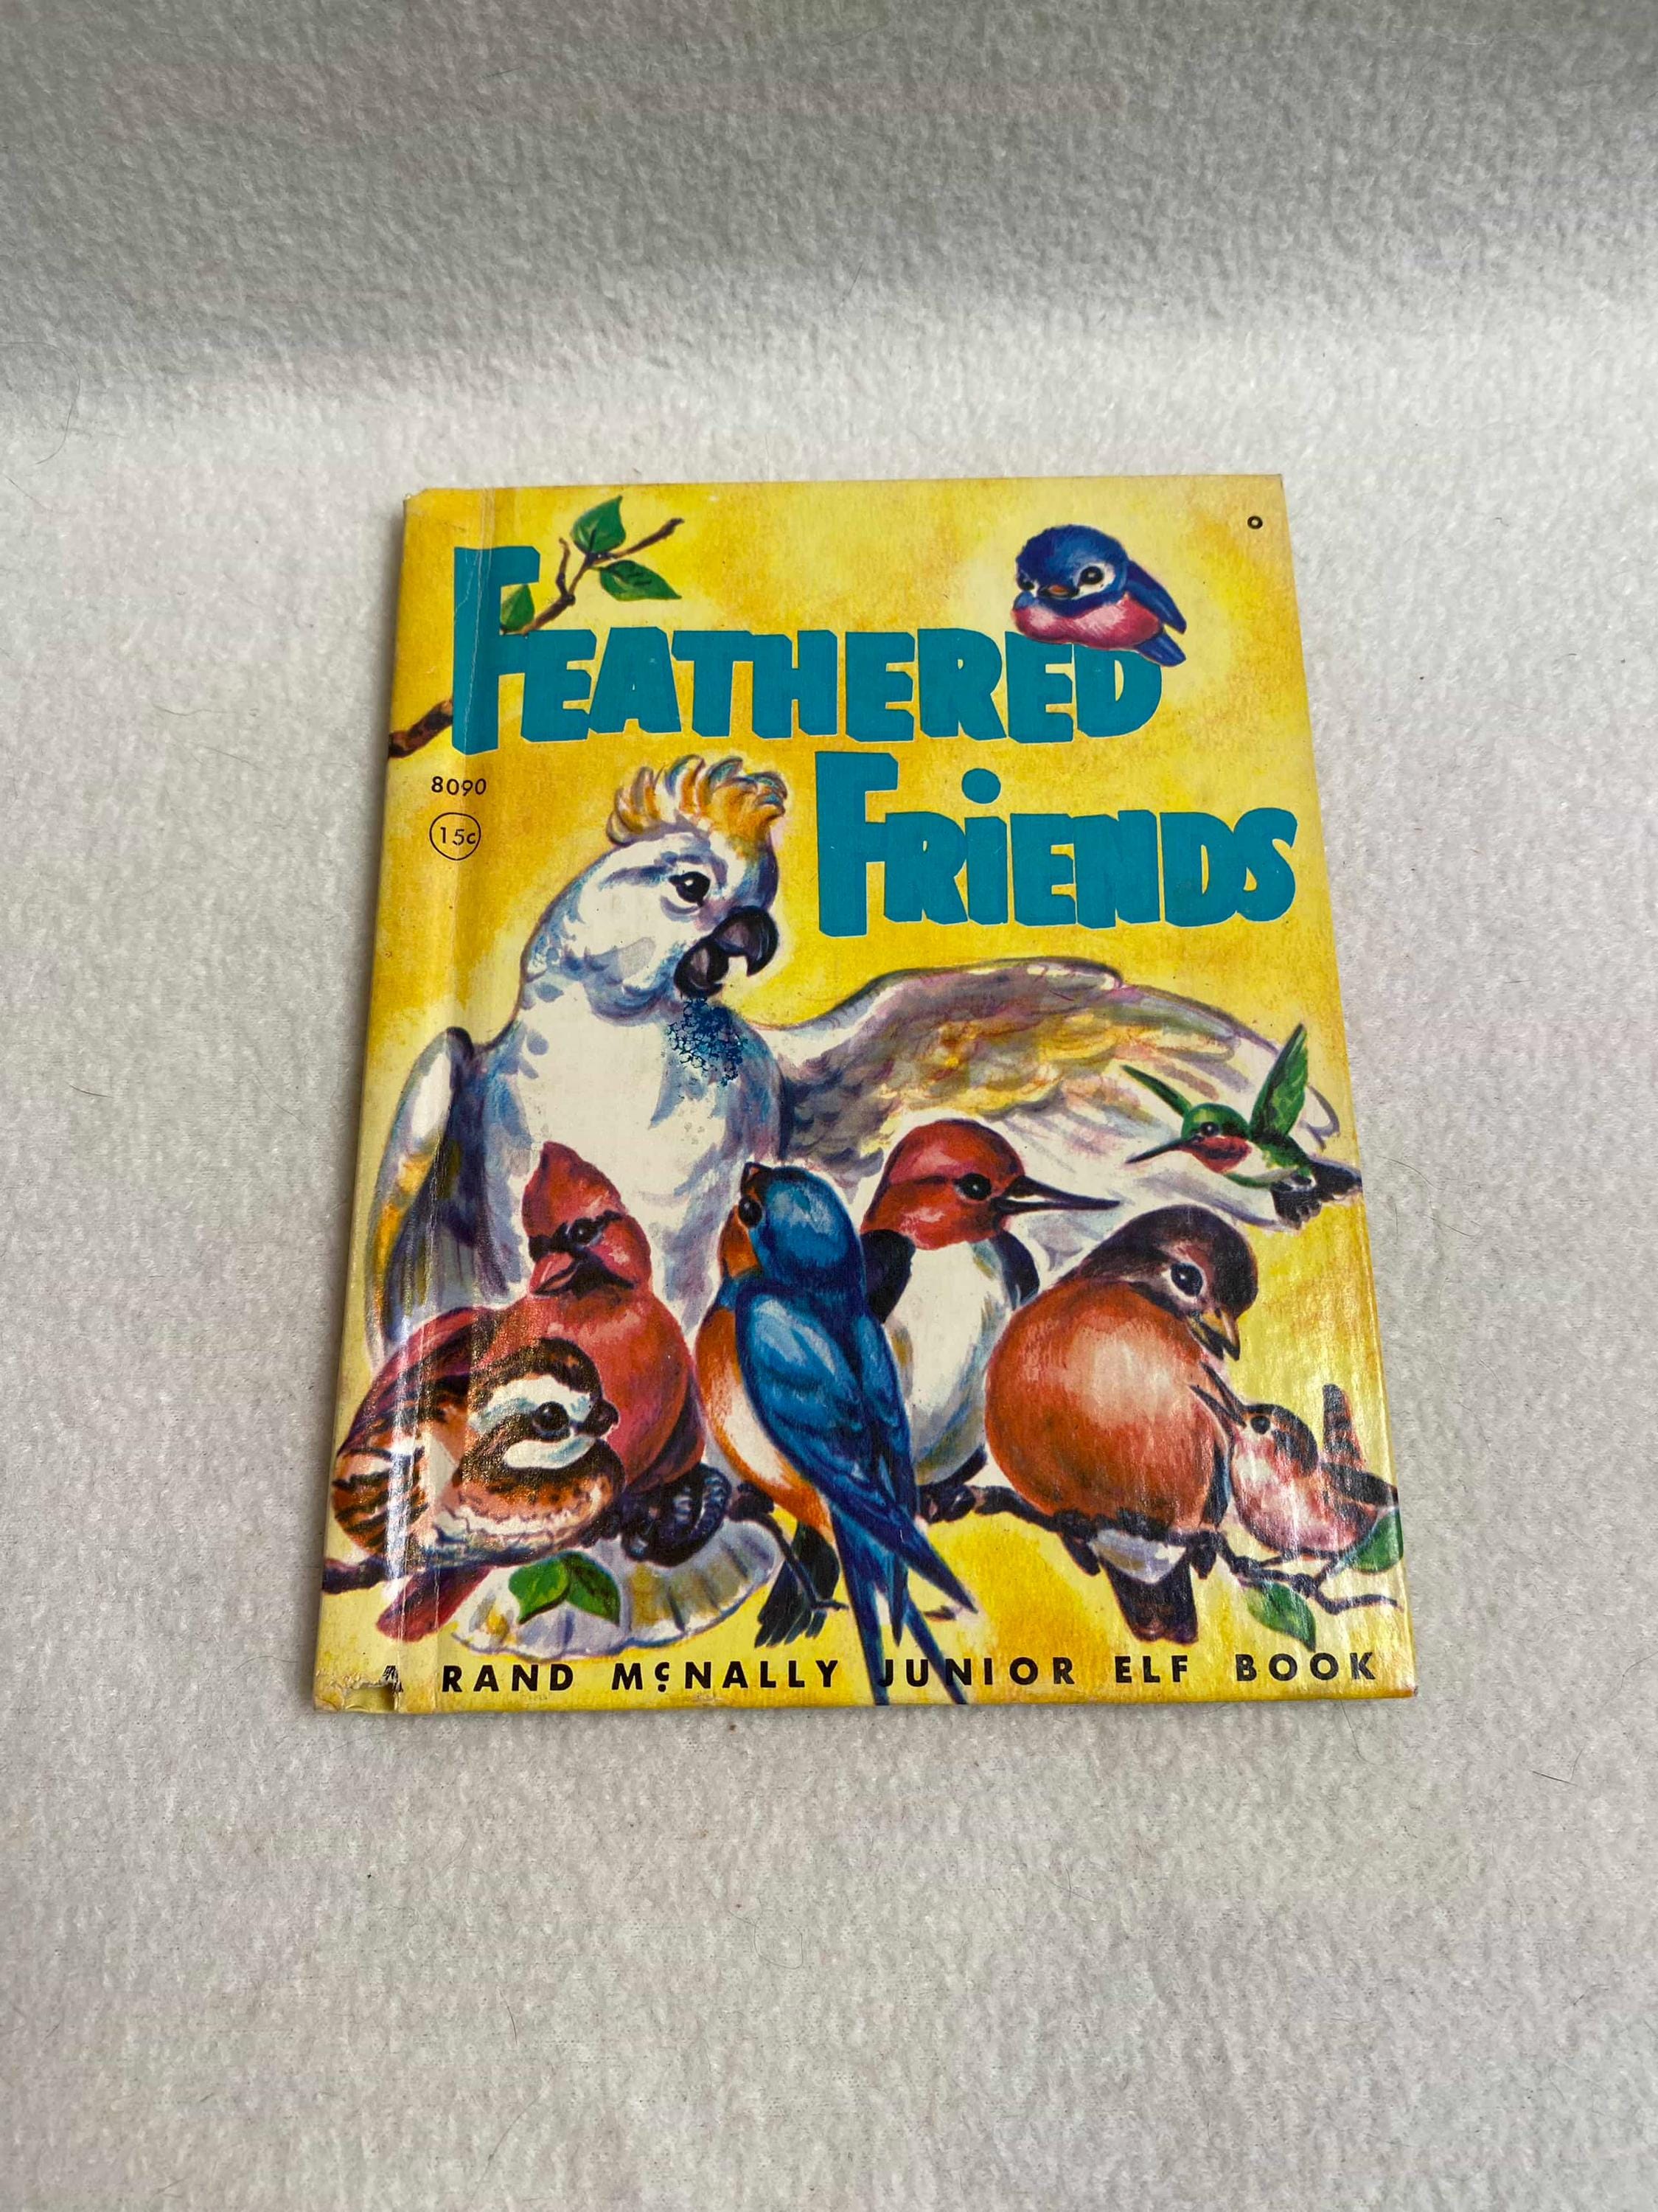 O
FEATHERED
FRIENDS
8090
15c
A RAND McNALLY JUNIOR ELF BOOK